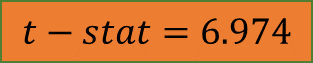 t − stat = 6.974